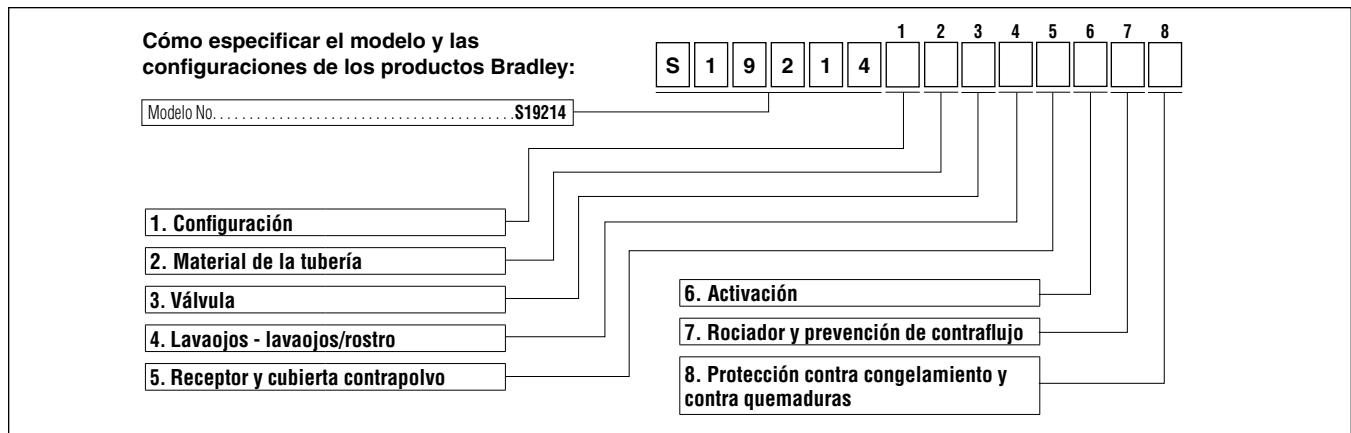 Cómo especificar el modelo y las
configuraciones de los productos Bradley:
1 2 3 4 5 6 7 8
S 1 9 2 1 4
Modelo No. . . . . . . . . . . . . . . . . . . . . . . . . . . . . . . . . . . . . . . . . S19214
1. Configuración
2. Material de la tubería
3. Válvula
4. Lavaojos - lavaojos/rostro
5. Receptor y cubierta contrapolvo
6. Activación
7. Rociador y prevención de contraflujo
8. Protección contra congelamiento y
contra quemaduras